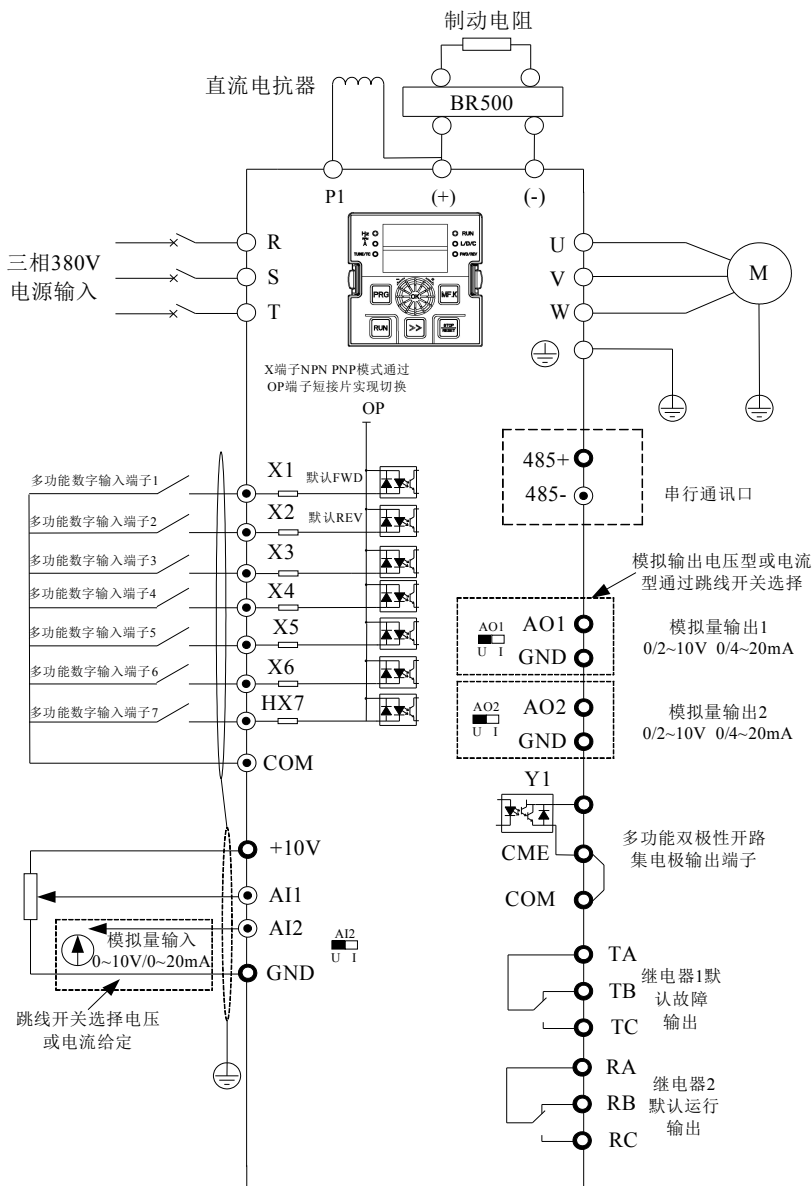 制动电阻
直流电抗器
BR500
P1
(+)
(-)
三相380V
电源输入
R
S
T
Hz
A
TUNE/TC
RUN
L/D/C
FWD/REV
PRG
OK
MF.K
RUN
>>
STOP
RESET
U
V
W
M
X端子NPN PNP模式通过
OP端子短接片实现切换
OP
多功能数字输入端子1
X1
默认FWD
多功能数字输入端子2
X2
默认REV
多功能数字输入端子3
X3
多功能数字输入端子4
X4
多功能数字输入端子5
X5
多功能数字输入端子6
X6
多功能数字输入端子7
HX7
COM
485+
485-
串行通讯口
模拟输出电压型或电流
型通过跳线开关选择
AO1
U I
AO1
GND
模拟量输出1
0/2~10V 0/4~20mA
AO2
U I
AO2
GND
模拟量输出2
0/2~10V 0/4~20mA
Y1
CME
COM
多功能双极性开路
集电极输出端子
+10V
AI1
AI2
GND
AI2
U I
模拟量输入
0~10V/0~20mA
跳线开关选择电压
或电流给定
TA
TB
TC
继电器1默
认故障
输出
RA
RB
RC
继电器2
默认运行
输出